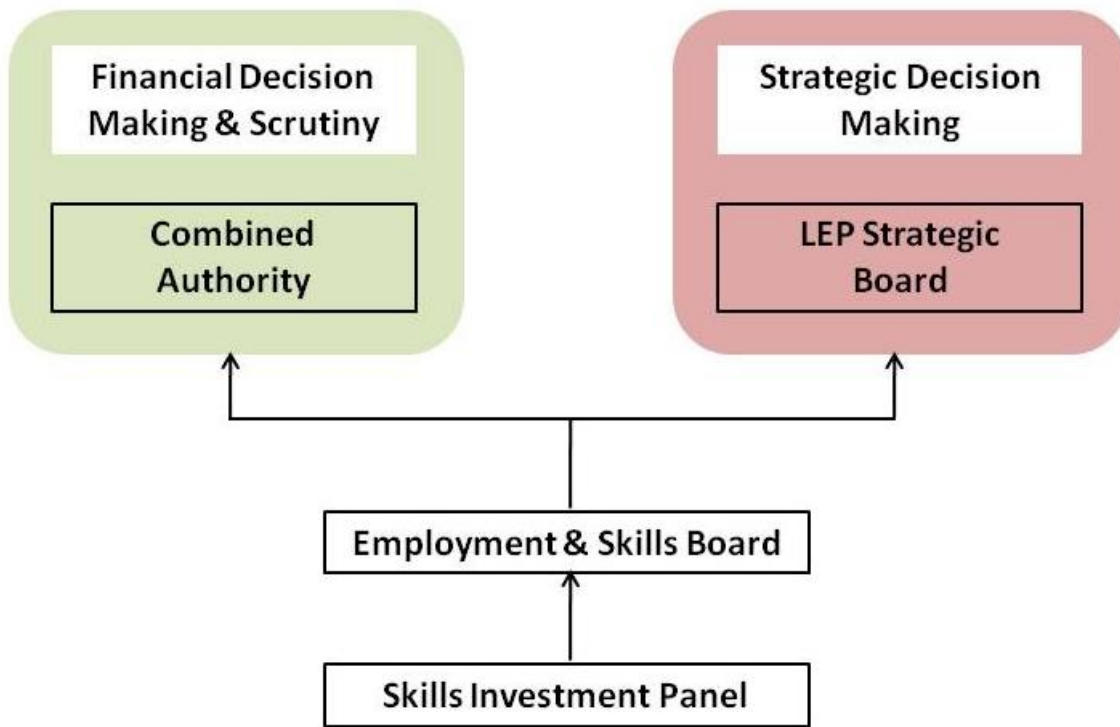 Financial Decision
Making & Scrutiny
Combined
Authority
Strategic Decision
Making
LEP Strategic
Board
Employment & Skills Board
Skills Investment Panel